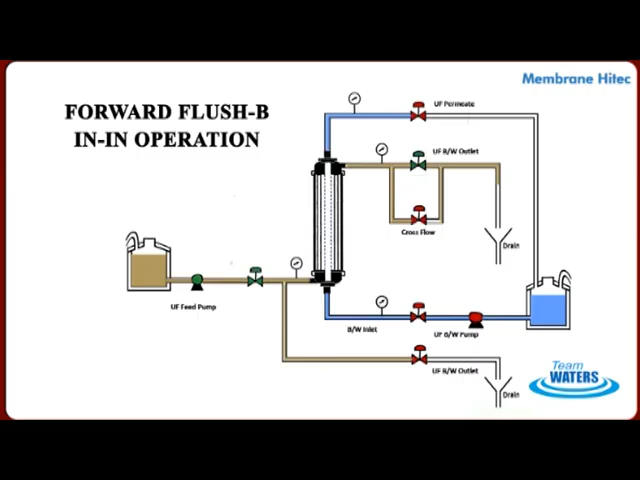 Membrane Hitec
FORWARD FLUSH-B
IN-IN OPERATION
UF Permeate
UF B/W Outlet
Cross Flow
Drain
UF Feed Pump
B/W Inlet
UF B/W Pump
UF B/W Outlet
Drain
Team
WATERS